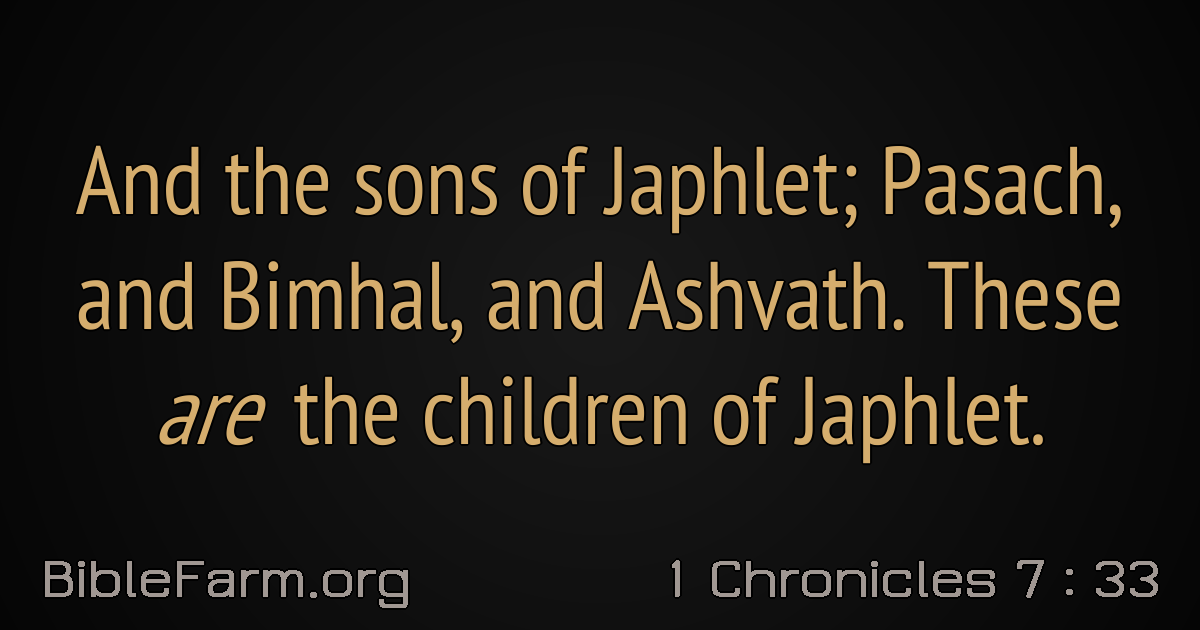 And the sons of Japhlet; Pasach,
and Bimhal, and Ashvath. These
are the children of Japhlet.
BibleFarm.org 1 Chronicles 7 : 33